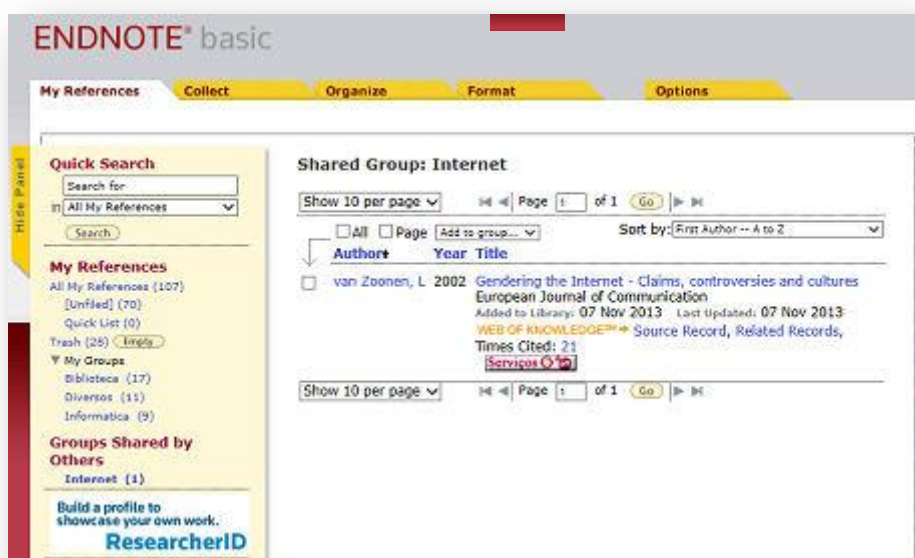 ENDNOTE® basic
My References
Collect
Organize
Format
Options
Hide Panel
Quick Search
Search for
in All My References
Search
My References
All My References (107)
[Unfiled] (70)
Quick List (0)
Trash (28) Empty
▼ My Groups
Biblioteca (17)
Diversos (11)
Informatica (9)
Groups Shared by
Others
Internet (1)
Build a profile to
showcase your own work.
ResearcherID
Shared Group: Internet
Show 10 per page
Page 1 of 1 Go
All Page Add to group...
Sort by: First Author -- A to Z
Author Year Title
van Zoonen, L 2002 Gendering the Internet - Claims, controversies and cultures
European Journal of Communication
Added to Library: 07 Nov 2013 Last Updated: 07 Nov 2013
WEB OF KNOWLEDGE℠ Source Record, Related Records,
Times Cited: 21
Serviços
Show 10 per page
Page 1 of 1 Go